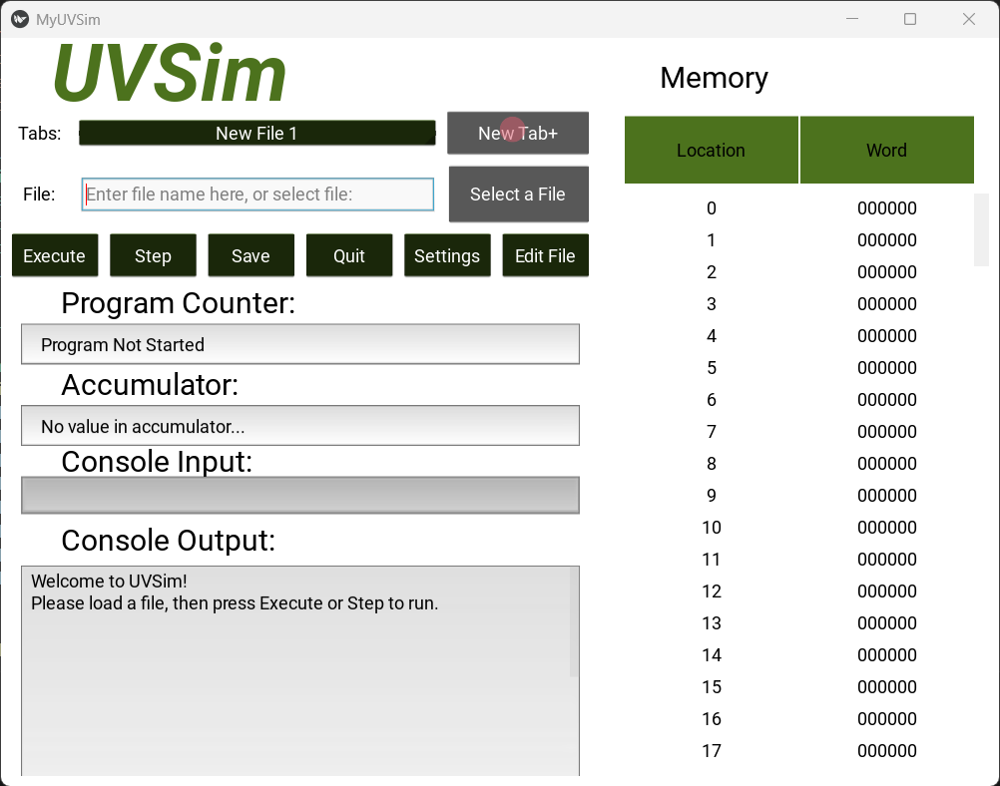 MyUVSim
UVSim
Tabs:
New File 1
New Tab+
File:
Enter file name here, or select file:
Select a File
Execute
Step
Save
Quit
Settings
Edit File
Program Counter:
Program Not Started
Accumulator:
No value in accumulator...
Console Input:
Console Output:
Welcome to UVSim!
Please load a file, then press Execute or Step to run.
Memory
Location Word
0 000000
1 000000
2 000000
3 000000
4 000000
5 000000
6 000000
7 000000
8 000000
9 000000
10 000000
11 000000
12 000000
13 000000
14 000000
15 000000
16 000000
17 000000